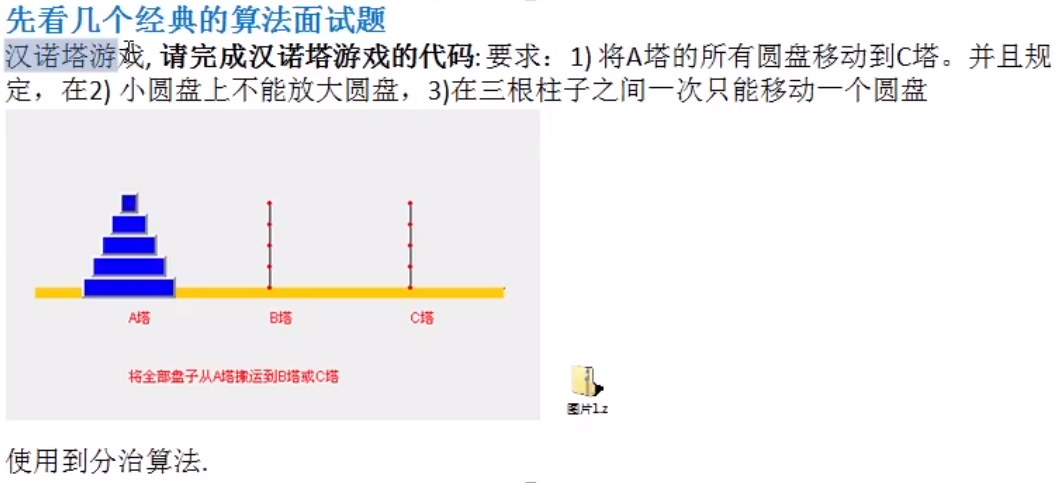 先看几个经典的算法面试题
汉诺塔游戏, 请完成汉诺塔游戏的代码: 要求：1) 将A塔的所有圆盘移动到C塔。并且规
定，在2) 小圆盘上不能放大圆盘，3)在三根柱子之间一次只能移动一个圆盘
A塔 B塔 C塔
将全部盘子从A塔搬运到B塔或C塔
图片1.z
使用到分治算法.